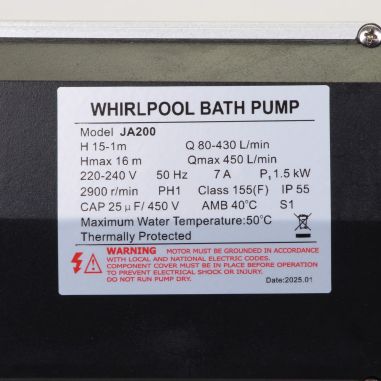 WHIRLPOOL BATH PUMP
Model JA200
H 15-1m Q 80-430 L/min
Hmax 16 m Qmax 450 L/min
220-240 V 50 Hz 7 A P₁ 1.5 kW
2900 r/min PH1 Class 155(F) IP 55
CAP 25 μF/ 450 V AMB 40°C S1
Maximum Water Temperature:50°C
Thermally Protected
WARNING MOTOR MUST BE GROUNDED IN ACCORDANCE
WITH LOCAL AND NATIONAL ELECTRIC CODES.
COMPONENT COVER MUST BE IN PLACE BEFORE OPERATION
TO PREVENT ELECTRICAL SHOCK OR INJURY.
DO NOT RUN PUMP DRY.
Date:2025.01